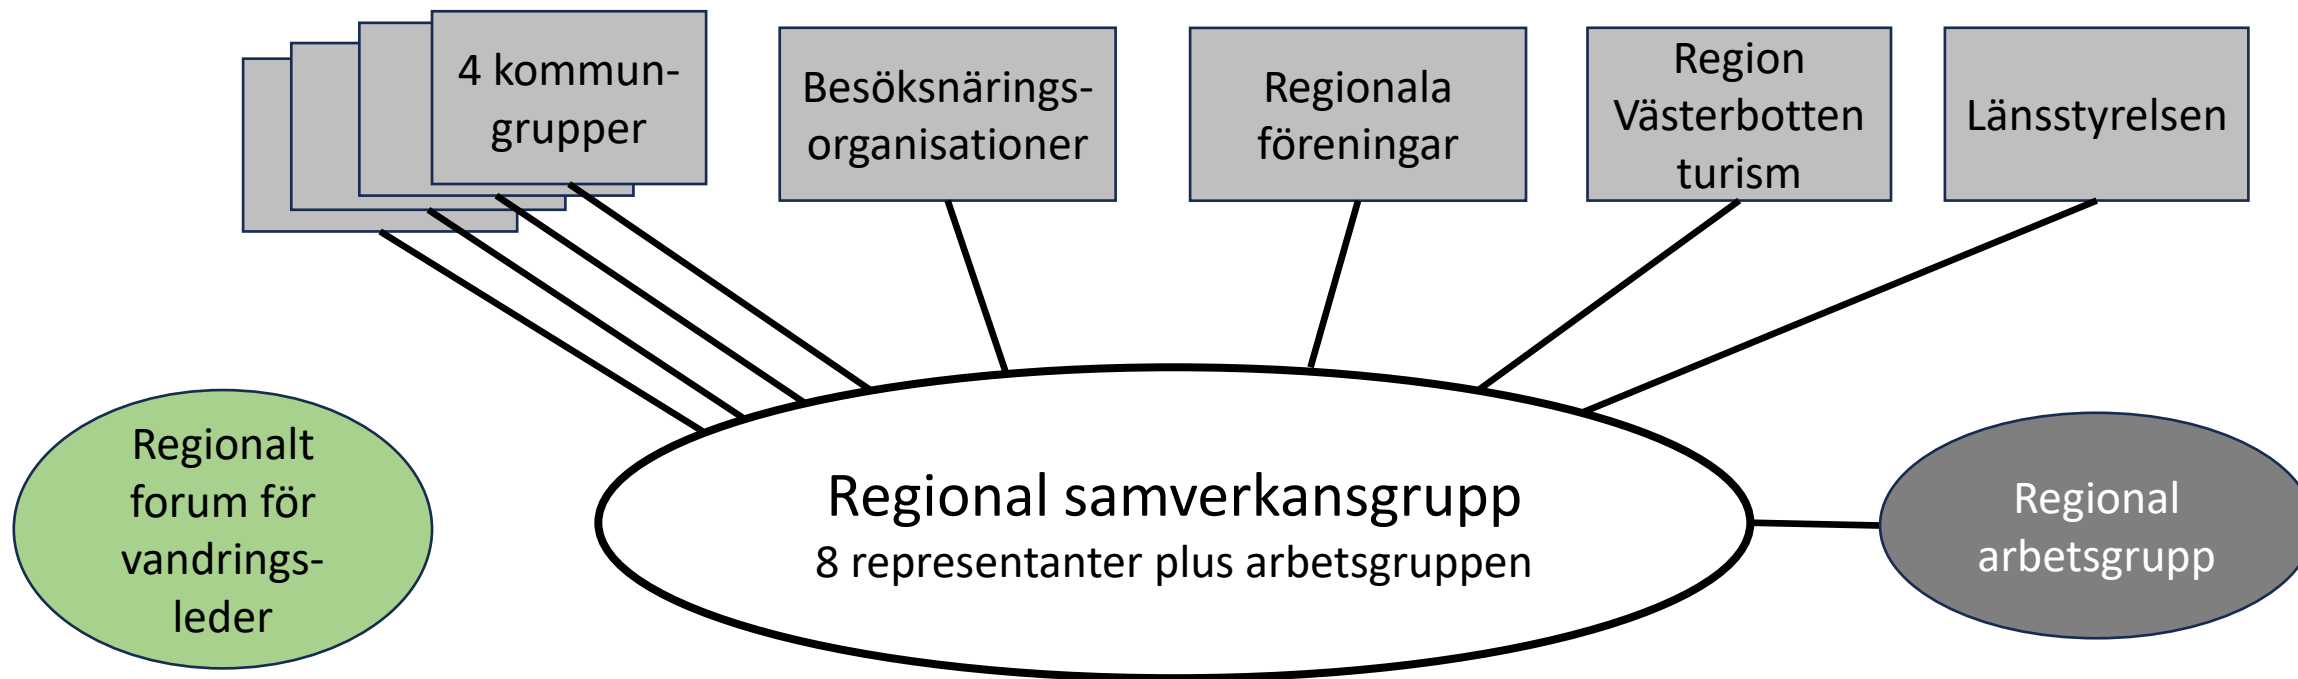 4 kommun-
grupper
Besöksnärings-
organisationer
Regionala
föreningar
Region
Västerbotten
turism
Länsstyrelsen
Regionalt
forum för
vandrings-
leder
Regional samverkansgrupp
8 representanter plus arbetsgruppen
Regional
arbetsgrupp